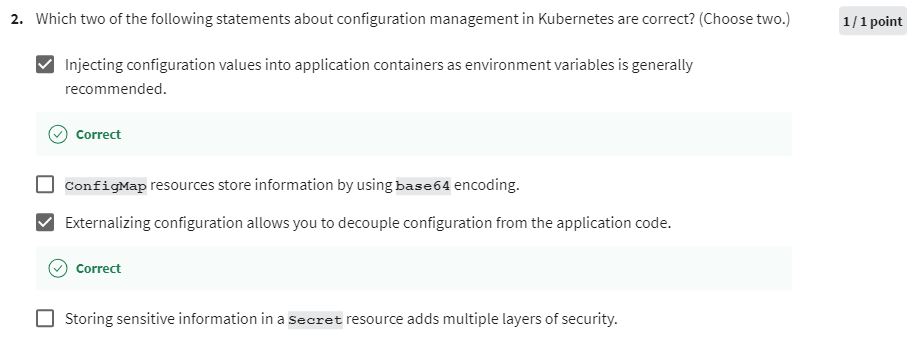 2. Which two of the following statements about configuration management in Kubernetes are correct? (Choose two.)
1 / 1 point
Injecting configuration values into application containers as environment variables is generally
recommended.
Correct
ConfigMap resources store information by using base64 encoding.
Externalizing configuration allows you to decouple configuration from the application code.
Correct
Storing sensitive information in a Secret resource adds multiple layers of security.